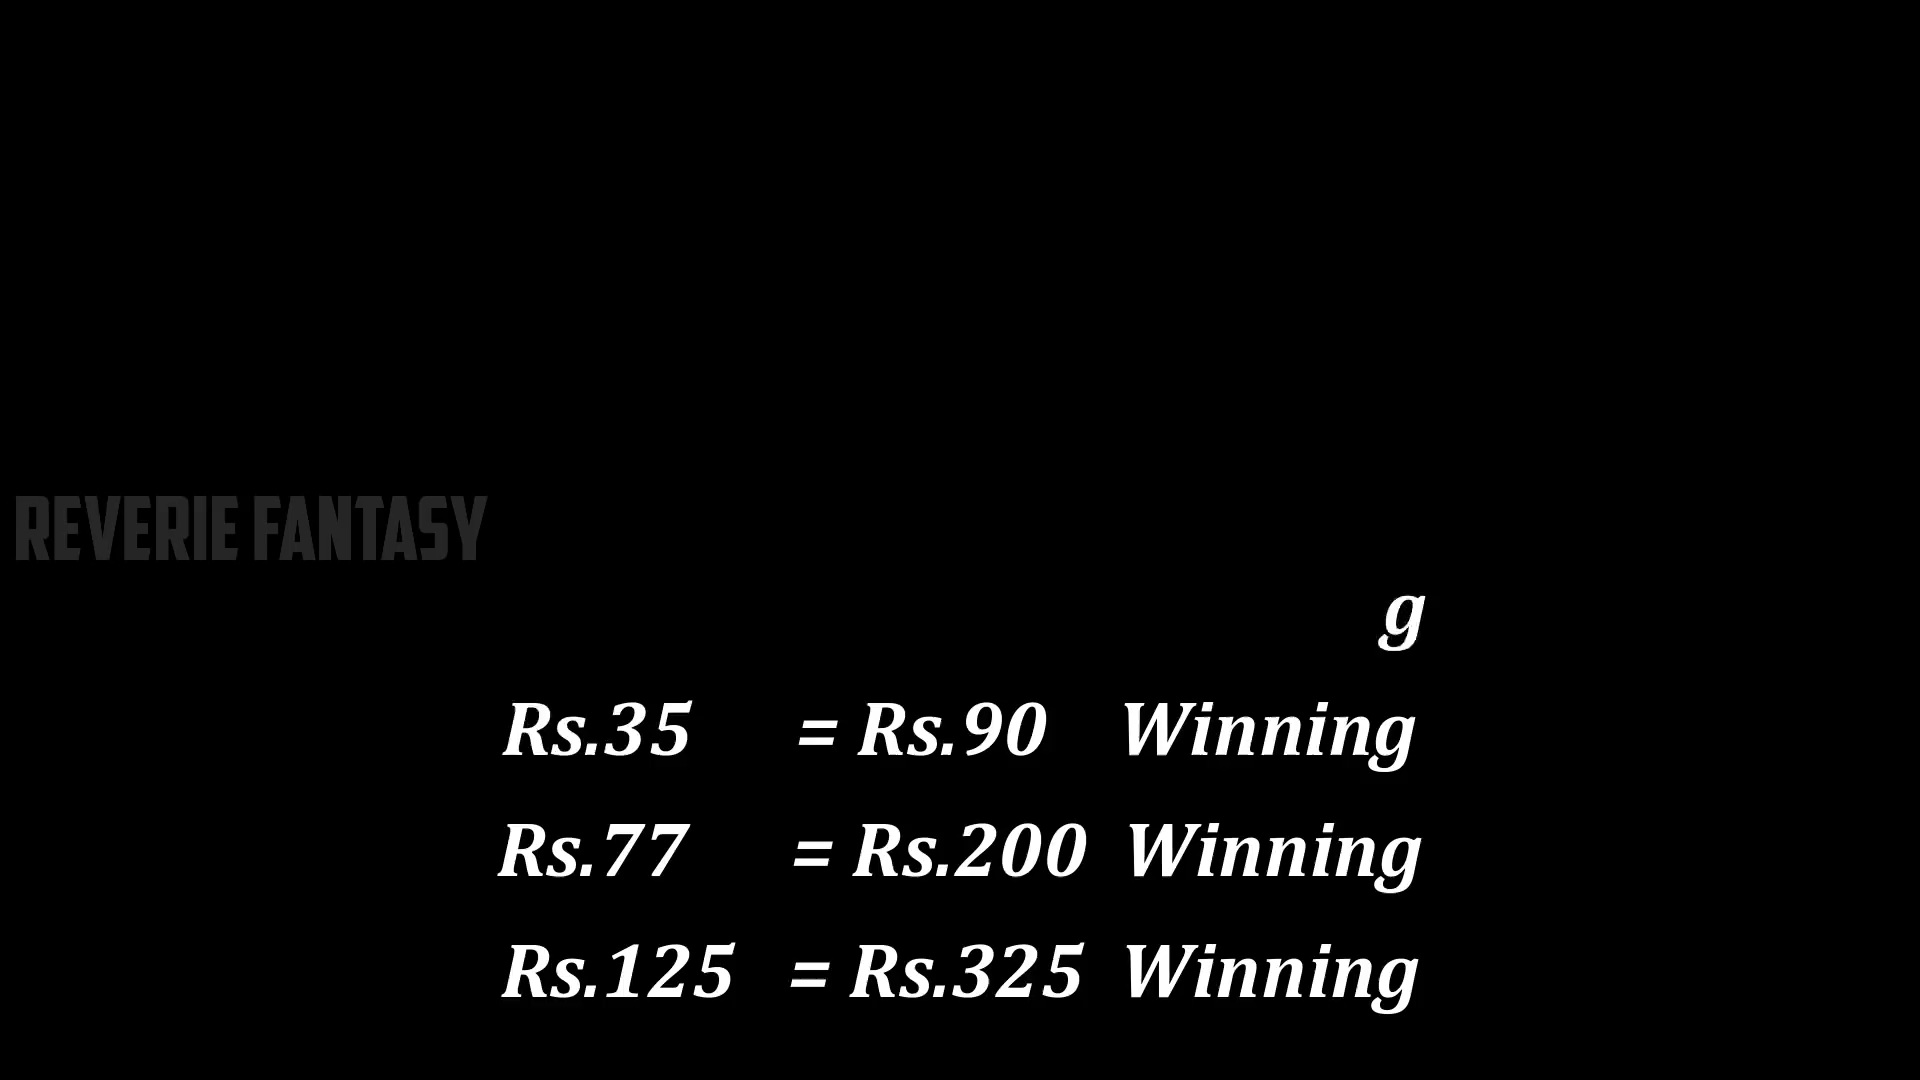 REVERIE FANTASY
g
Rs.35 = Rs.90 Winning
Rs.77 = Rs.200 Winning
Rs.125 = Rs.325 Winning